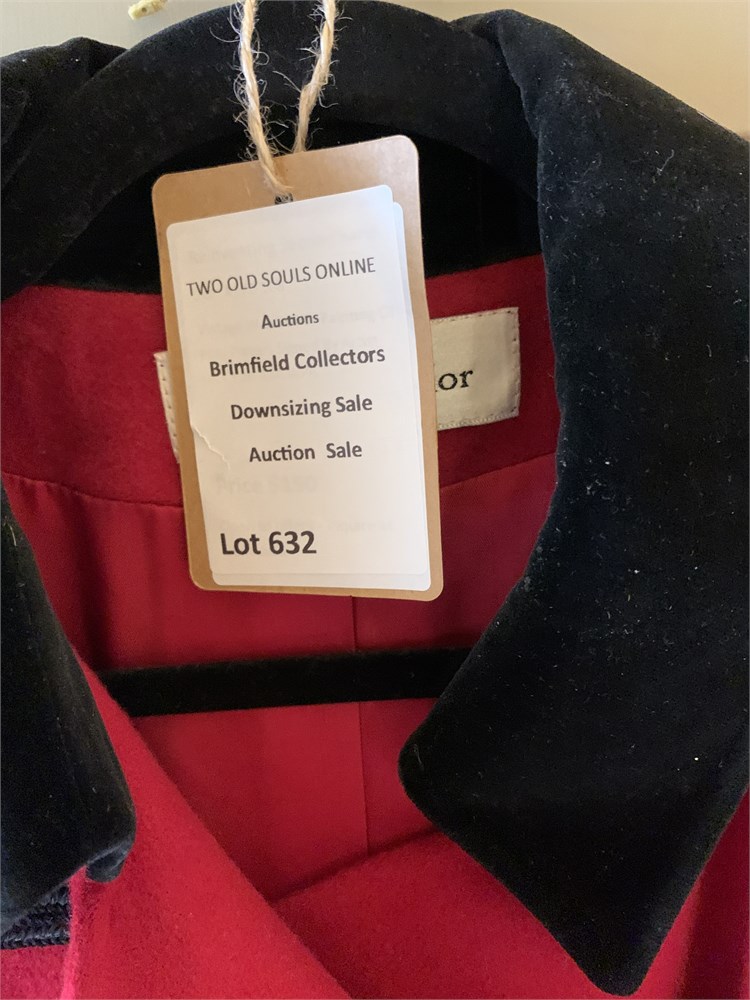 TWO OLD SOULS ONLINE
Auctions
Brimfield Collectors
Downsizing Sale
Auction Sale
Lot 632